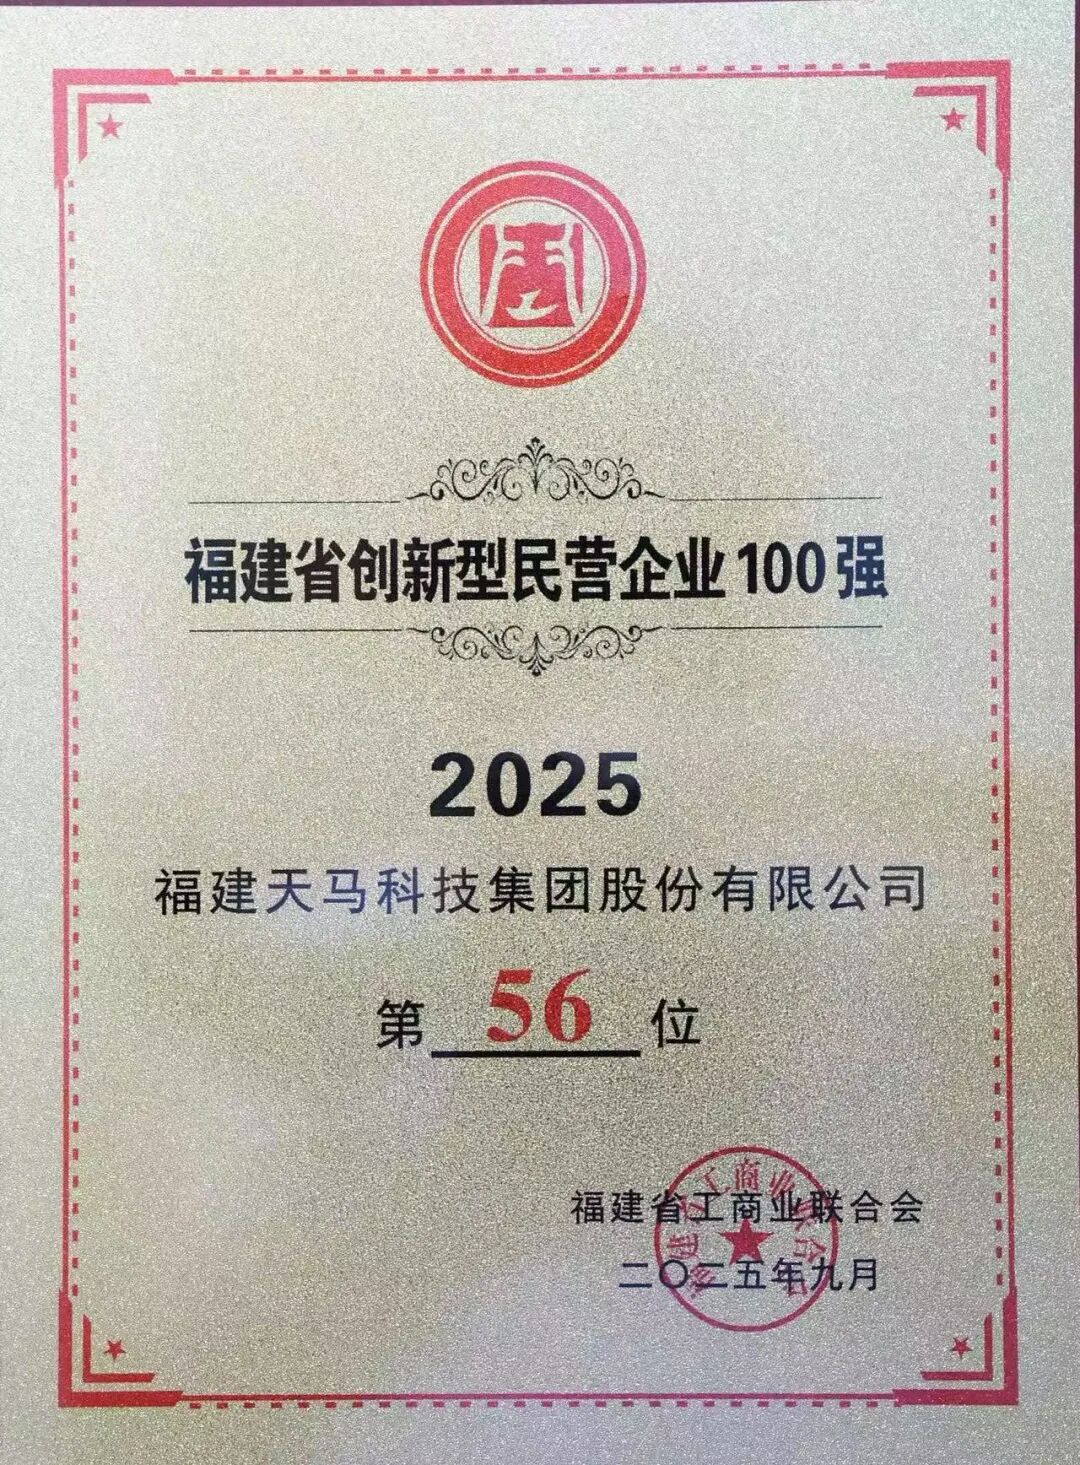 福建省创新型民营企业100强
2025
福建天马科技集团股份有限公司
第 56 位
福建省工商业联合会
二〇二五年九月